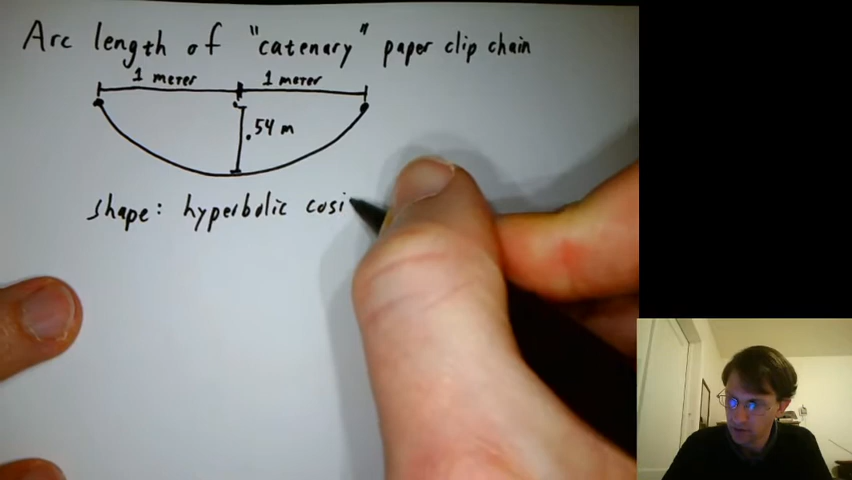 Arc length of "catenary" paper clip chain
1 meter 1 meter
.54 m
shape: hyperbolic cosi